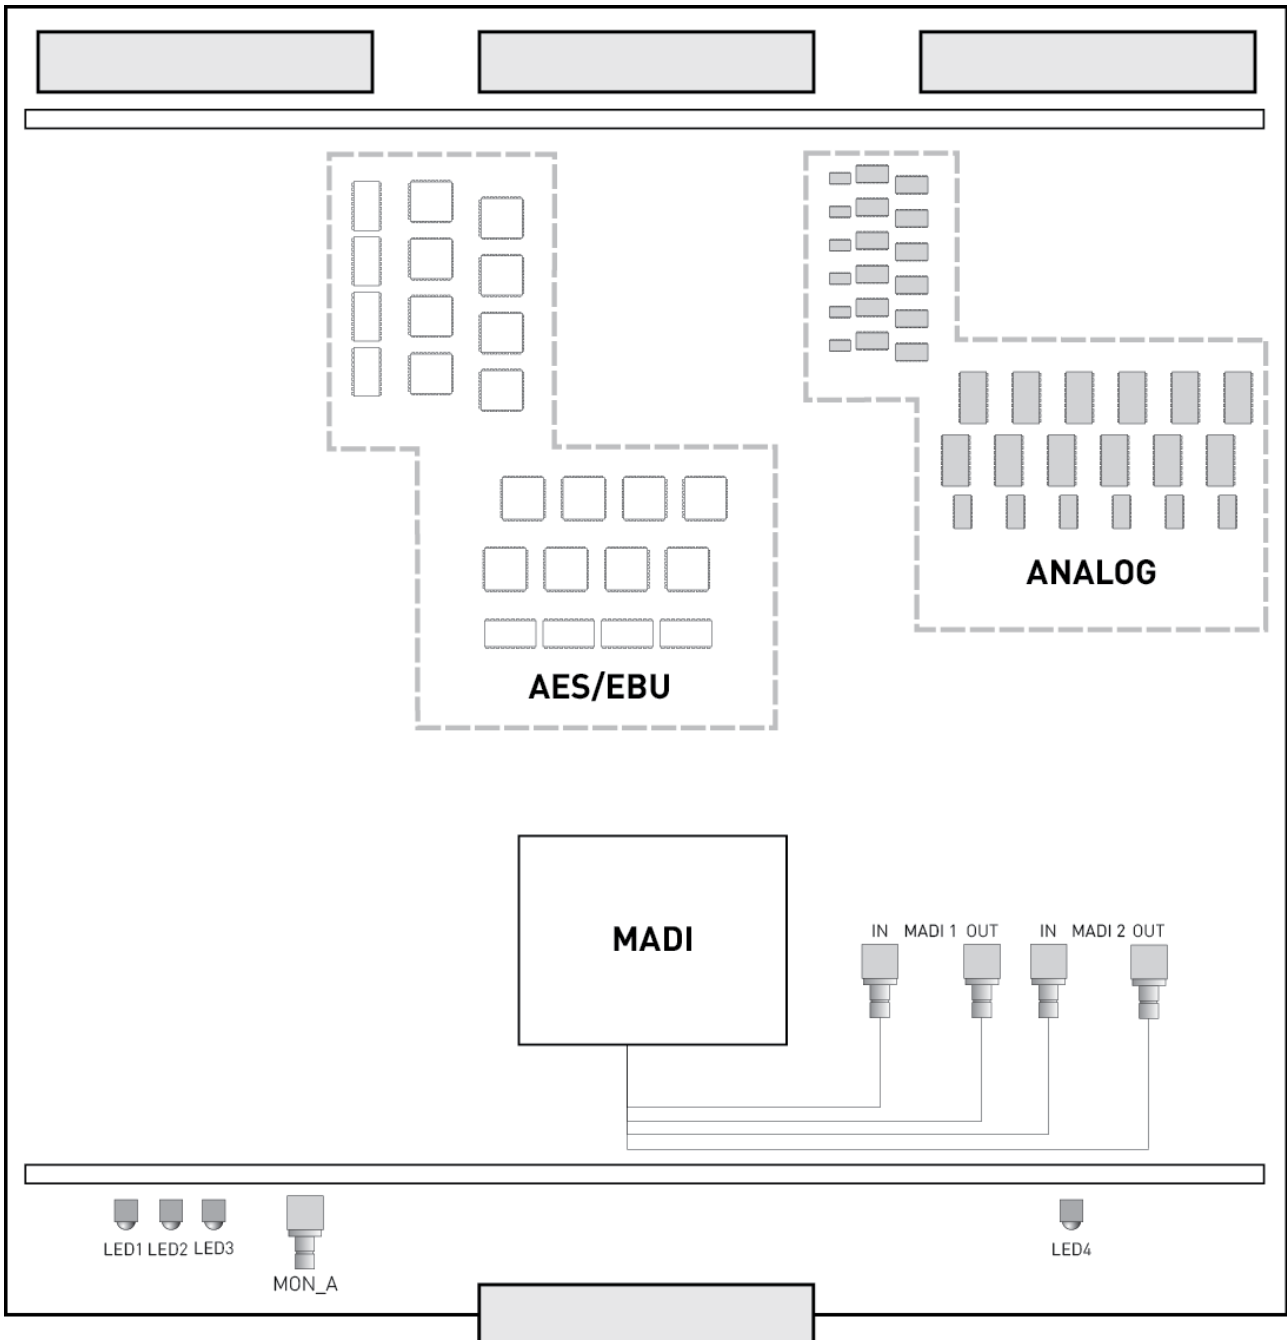 ANALOG
AES/EBU
MADI
IN MADI 1 OUT IN MADI 2 OUT
LED1 LED2 LED3
LED4
MON_A